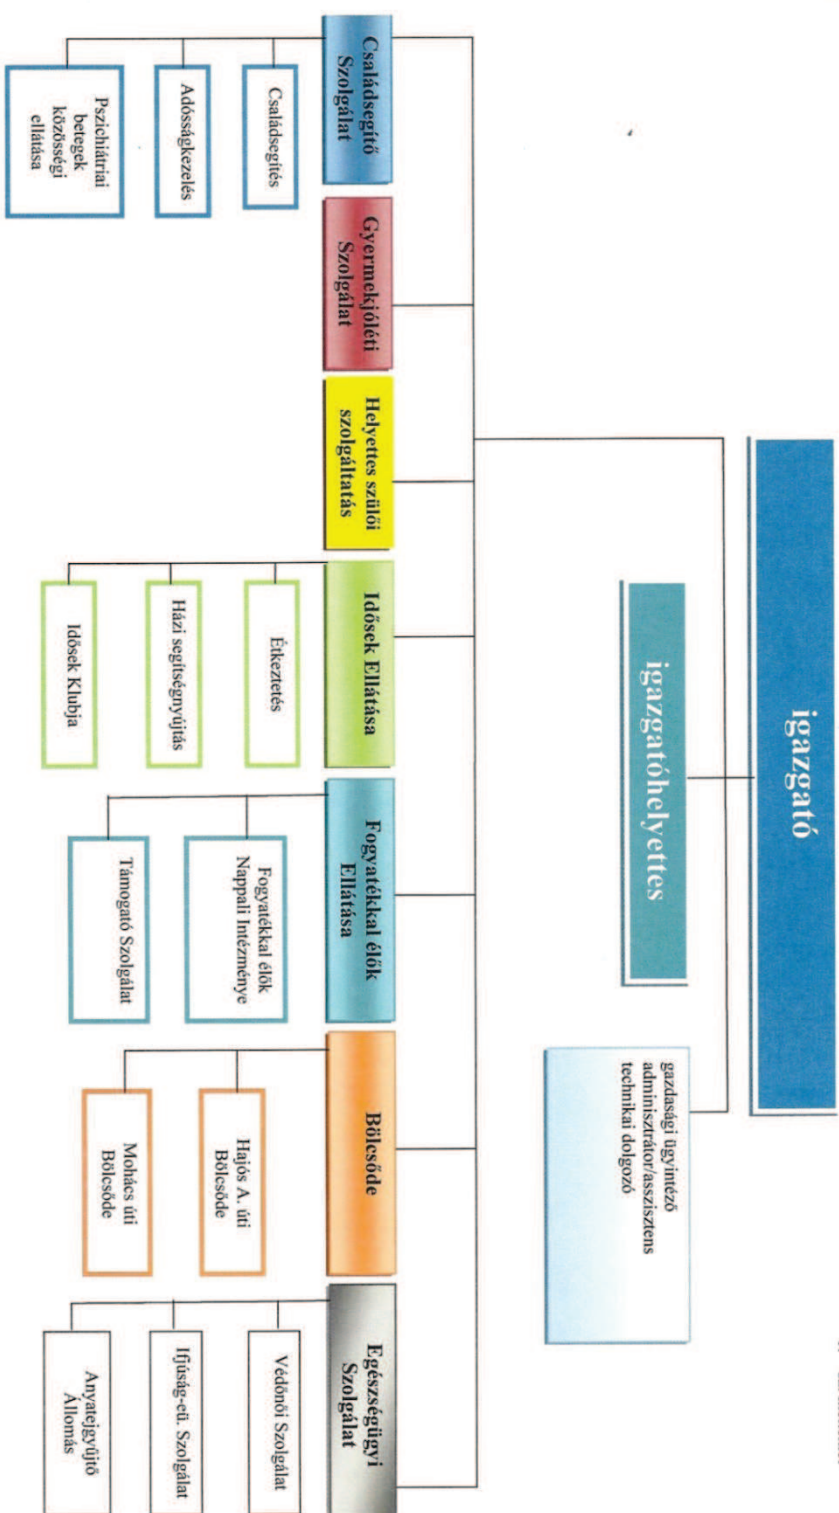 igazgató
igazgatóhelyettes
gazdasági ügyintéző
adminisztrátor/asszisztens
technikai dolgozó
Családsegítő
Szolgálat
Családsegítés
Adósságkezelés
Pszichiátriai
betegek
közösségi
ellátása
Gyermekjóléti
Szolgálat
Helyettes szülői
szolgáltatás
Idősek Ellátása
Étkeztetés
Házi segítségnyújtás
Idősek Klubja
Fogyatékkal élők
Ellátása
Fogyatékkal élők
Nappali Intézménye
Támogató Szolgálat
Bölcsőde
Hajós A. úti
Bölcsőde
Mohács úti
Bölcsőde
Egészségügyi
Szolgálat
Védőnői Szolgálat
Ifjúság-eü. Szolgálat
Anyatejgyűjtő
Állomás